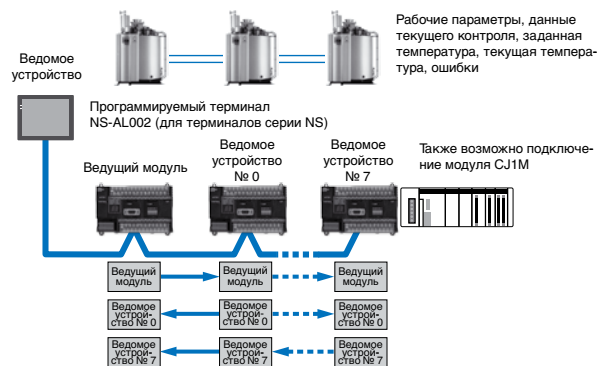 Рабочие параметры, данные
текущего контроля, заданная
температура, текущая темпера-
тура, ошибки
Ведомое
устройство
Программируемый терминал
NS-AL002 (для терминалов серии NS)
Ведущий модуль
Ведомое
устройство
№ 0
Ведомое
устройство
№ 7
Также возможно подключе-
ние модуля CJ1M
Ведущий
модуль
Ведущий
модуль
Ведущий
модуль
Ведомое
устрой-
ство № 0
Ведомое
устрой-
ство № 0
Ведомое
устрой-
ство № 0
Ведомое
устрой-
ство № 7
Ведомое
устрой-
ство № 7
Ведомое
устрой-
ство № 7